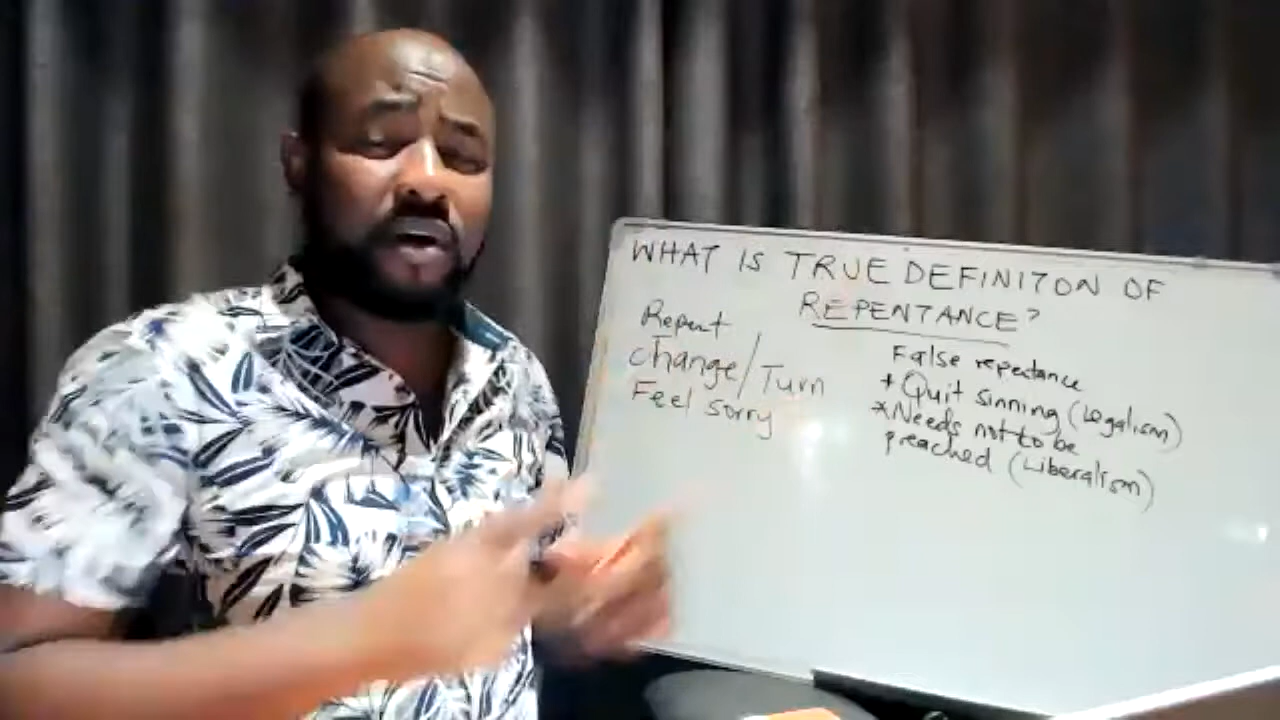 WHAT IS TRUE DEFINITON OF
REPENTANCE?
Repent
Change/Turn
Feel sorry
False repentance
* Quit sinning (Legalism)
* Needs not to be
preached (Liberalism)